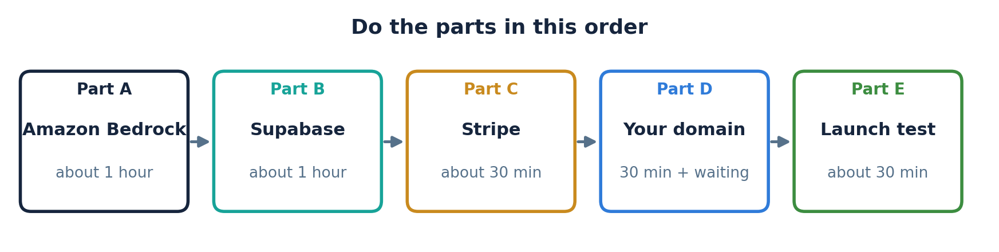 Do the parts in this order
Part A
Amazon Bedrock
about 1 hour
Part B
Supabase
about 1 hour
Part C
Stripe
about 30 min
Part D
Your domain
30 min + waiting
Part E
Launch test
about 30 min